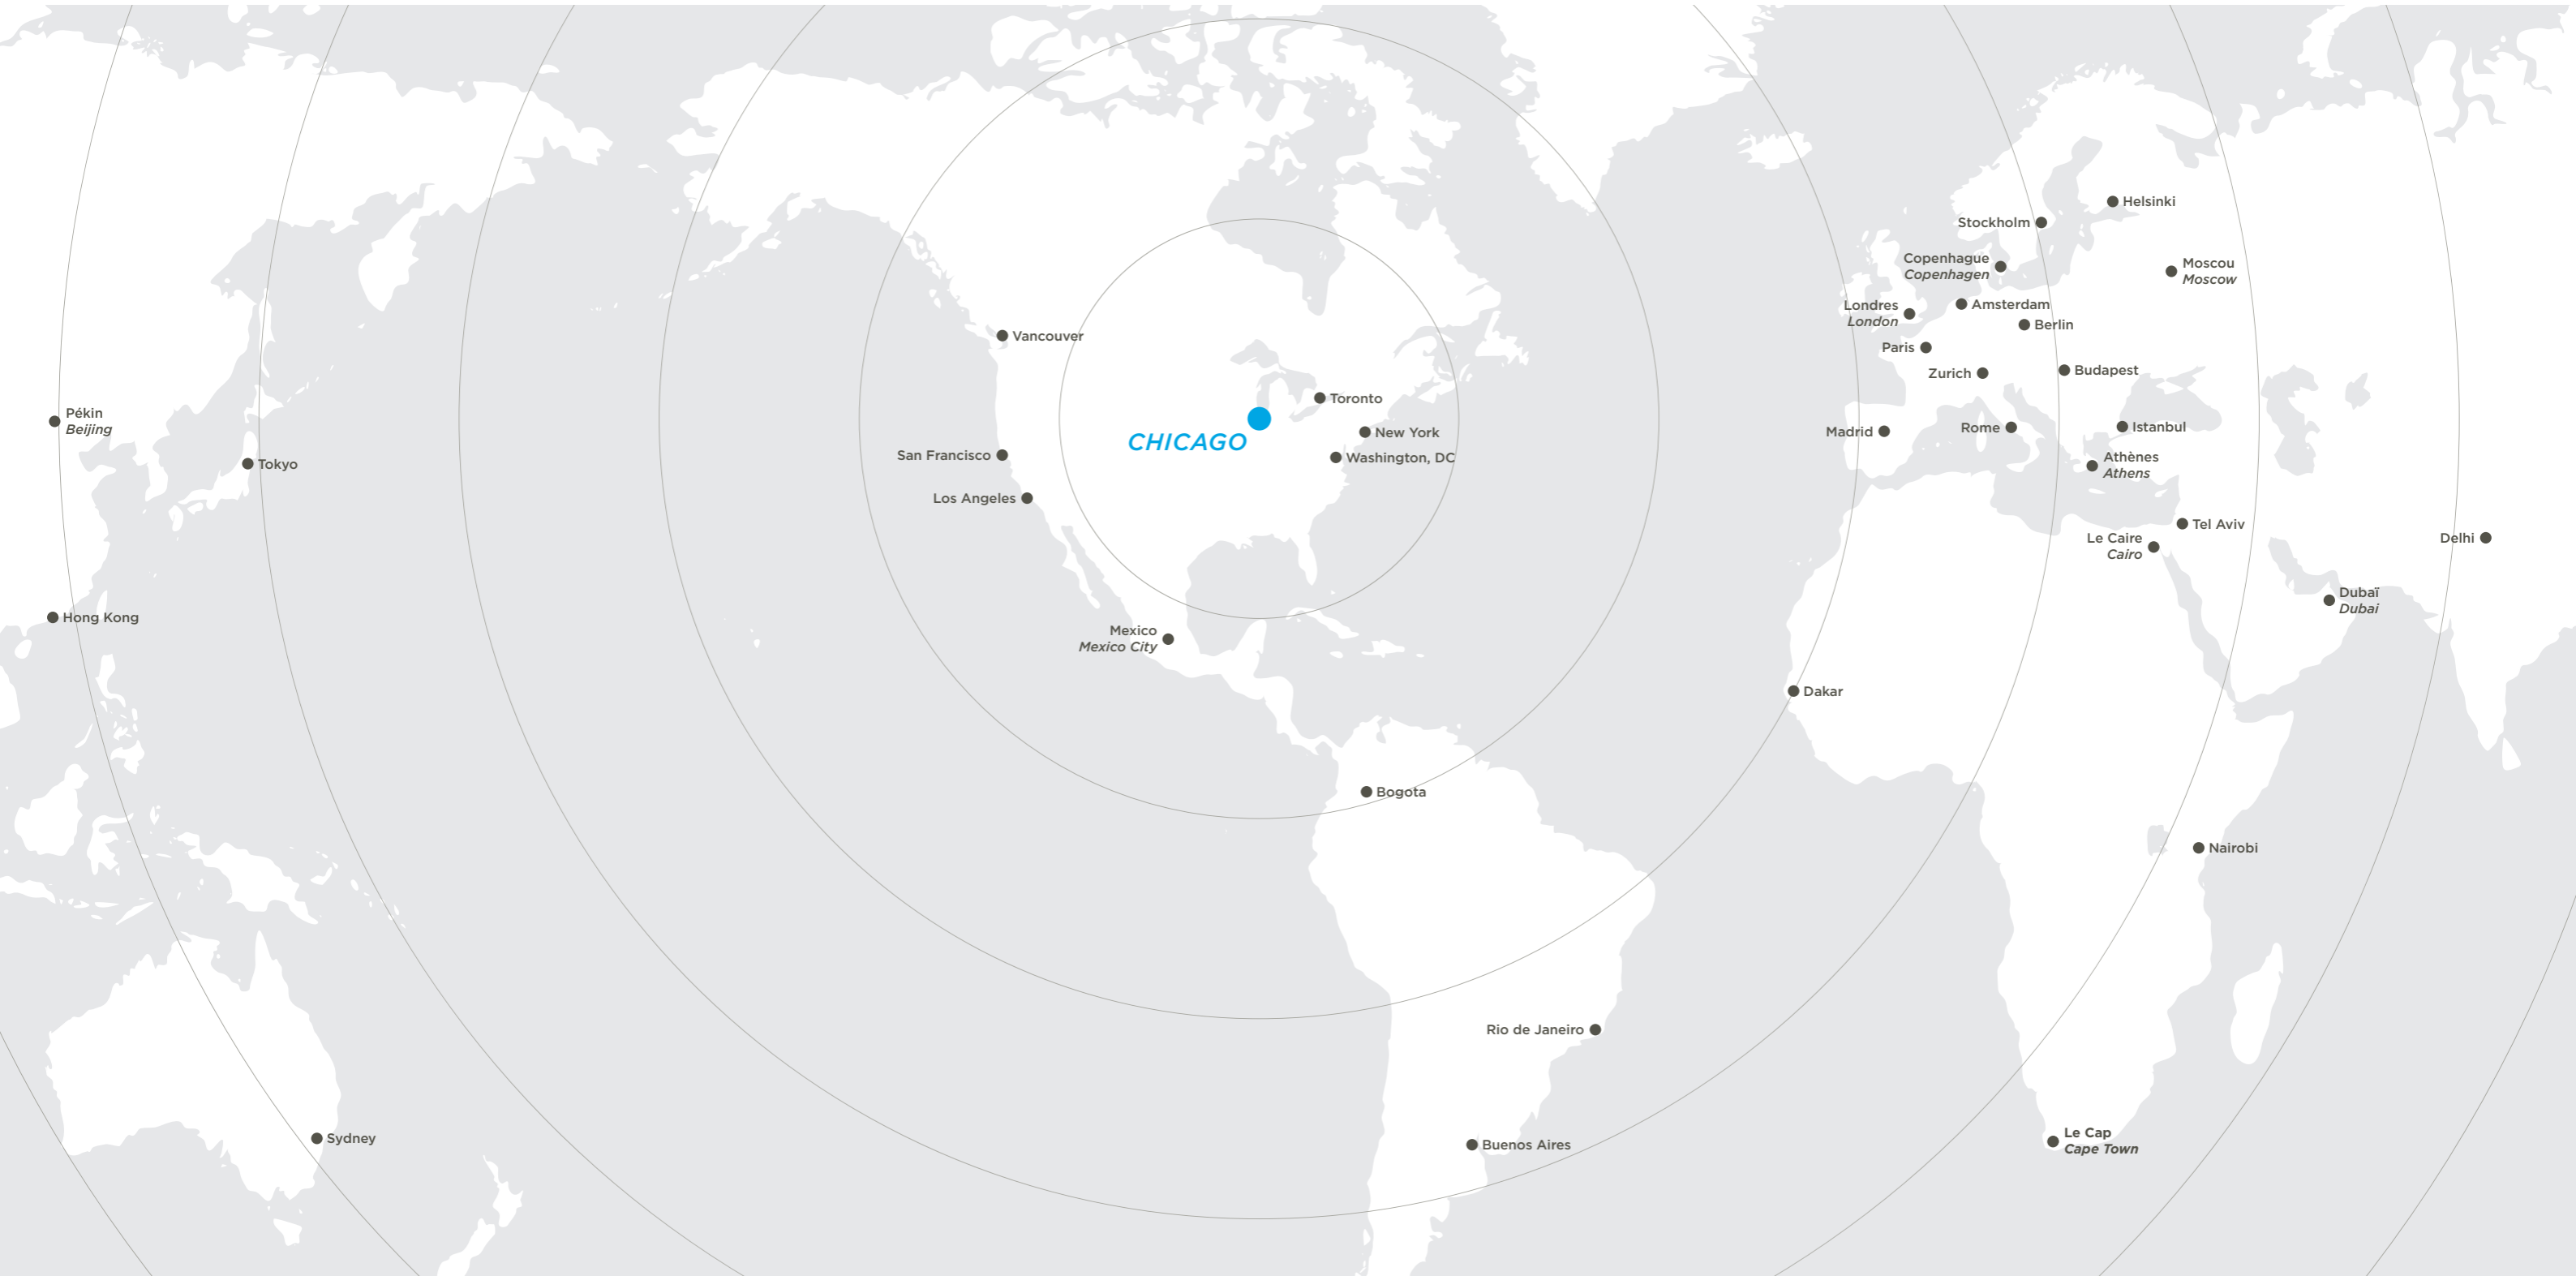 Helsinki
Stockholm
Copenhague
Copenhagen
Moscou
Moscow
Londres
London
Amsterdam
Berlin
Vancouver
Paris
Zurich
Budapest
Toronto
Pékin
Beijing
CHICAGO
New York
Madrid
Rome
Istanbul
San Francisco
Washington, DC
Athènes
Athens
Tokyo
Los Angeles
Tel Aviv
Le Caire
Cairo
Delhi
Dubaï
Dubai
Hong Kong
Mexico
Mexico City
Dakar
Bogota
Nairobi
Rio de Janeiro
Sydney
Buenos Aires
Le Cap
Cape Town